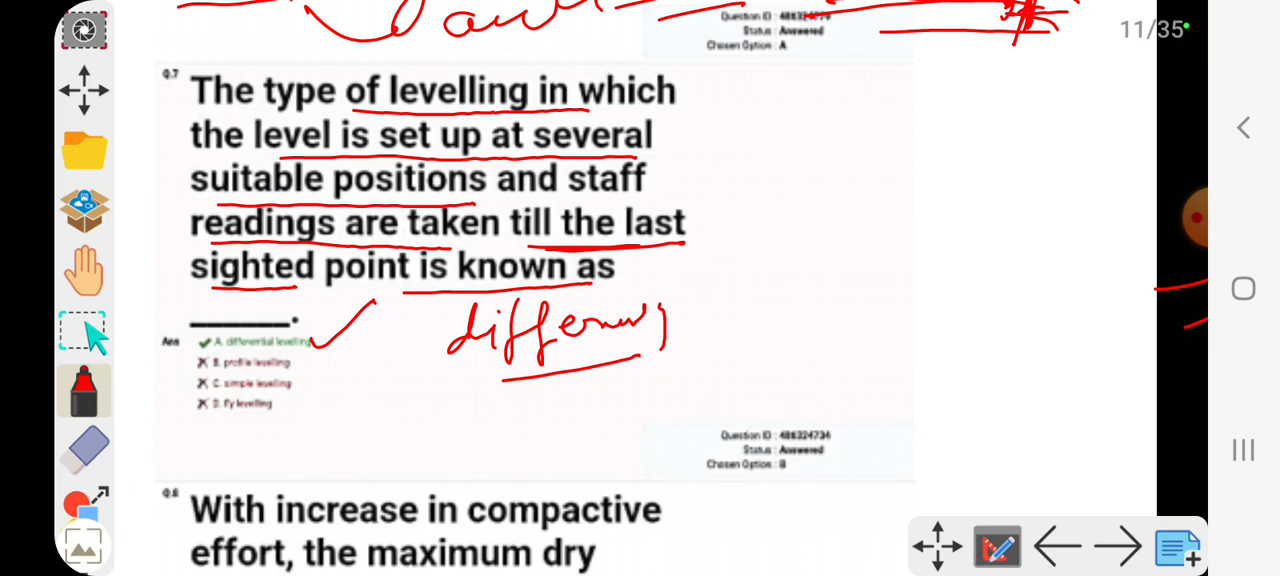 Question ID :
Status : Answered
Chosen Option : A
11/35
Q.7
The type of levelling in which
the level is set up at several
suitable positions and staff
readings are taken till the last
sighted point is known as
________.
Ans A. differential levelling
B. profile levelling
C. simple levelling
D. fly levelling
Question ID : 486324734
Status : Answered
Chosen Option : B
Q.8
With increase in compactive
effort, the maximum dry